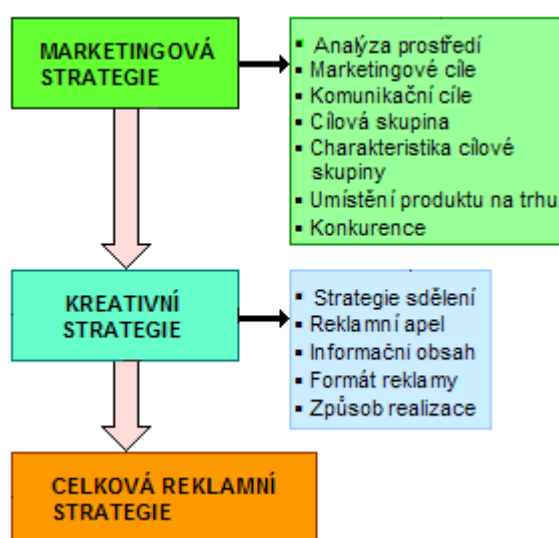 MARKETINGOVÁ
STRATEGIE
▪ Analýza prostředí
▪ Marketingové cíle
▪ Komunikační cíle
▪ Cílová skupina
▪ Charakteristika cílové
skupiny
▪ Umístění produktu na trhu
▪ Konkurence
KREATIVNÍ
STRATEGIE
▪ Strategie sdělení
▪ Reklamní apel
▪ Informační obsah
▪ Formát reklamy
▪ Způsob realizace
CELKOVÁ REKLAMNÍ
STRATEGIE